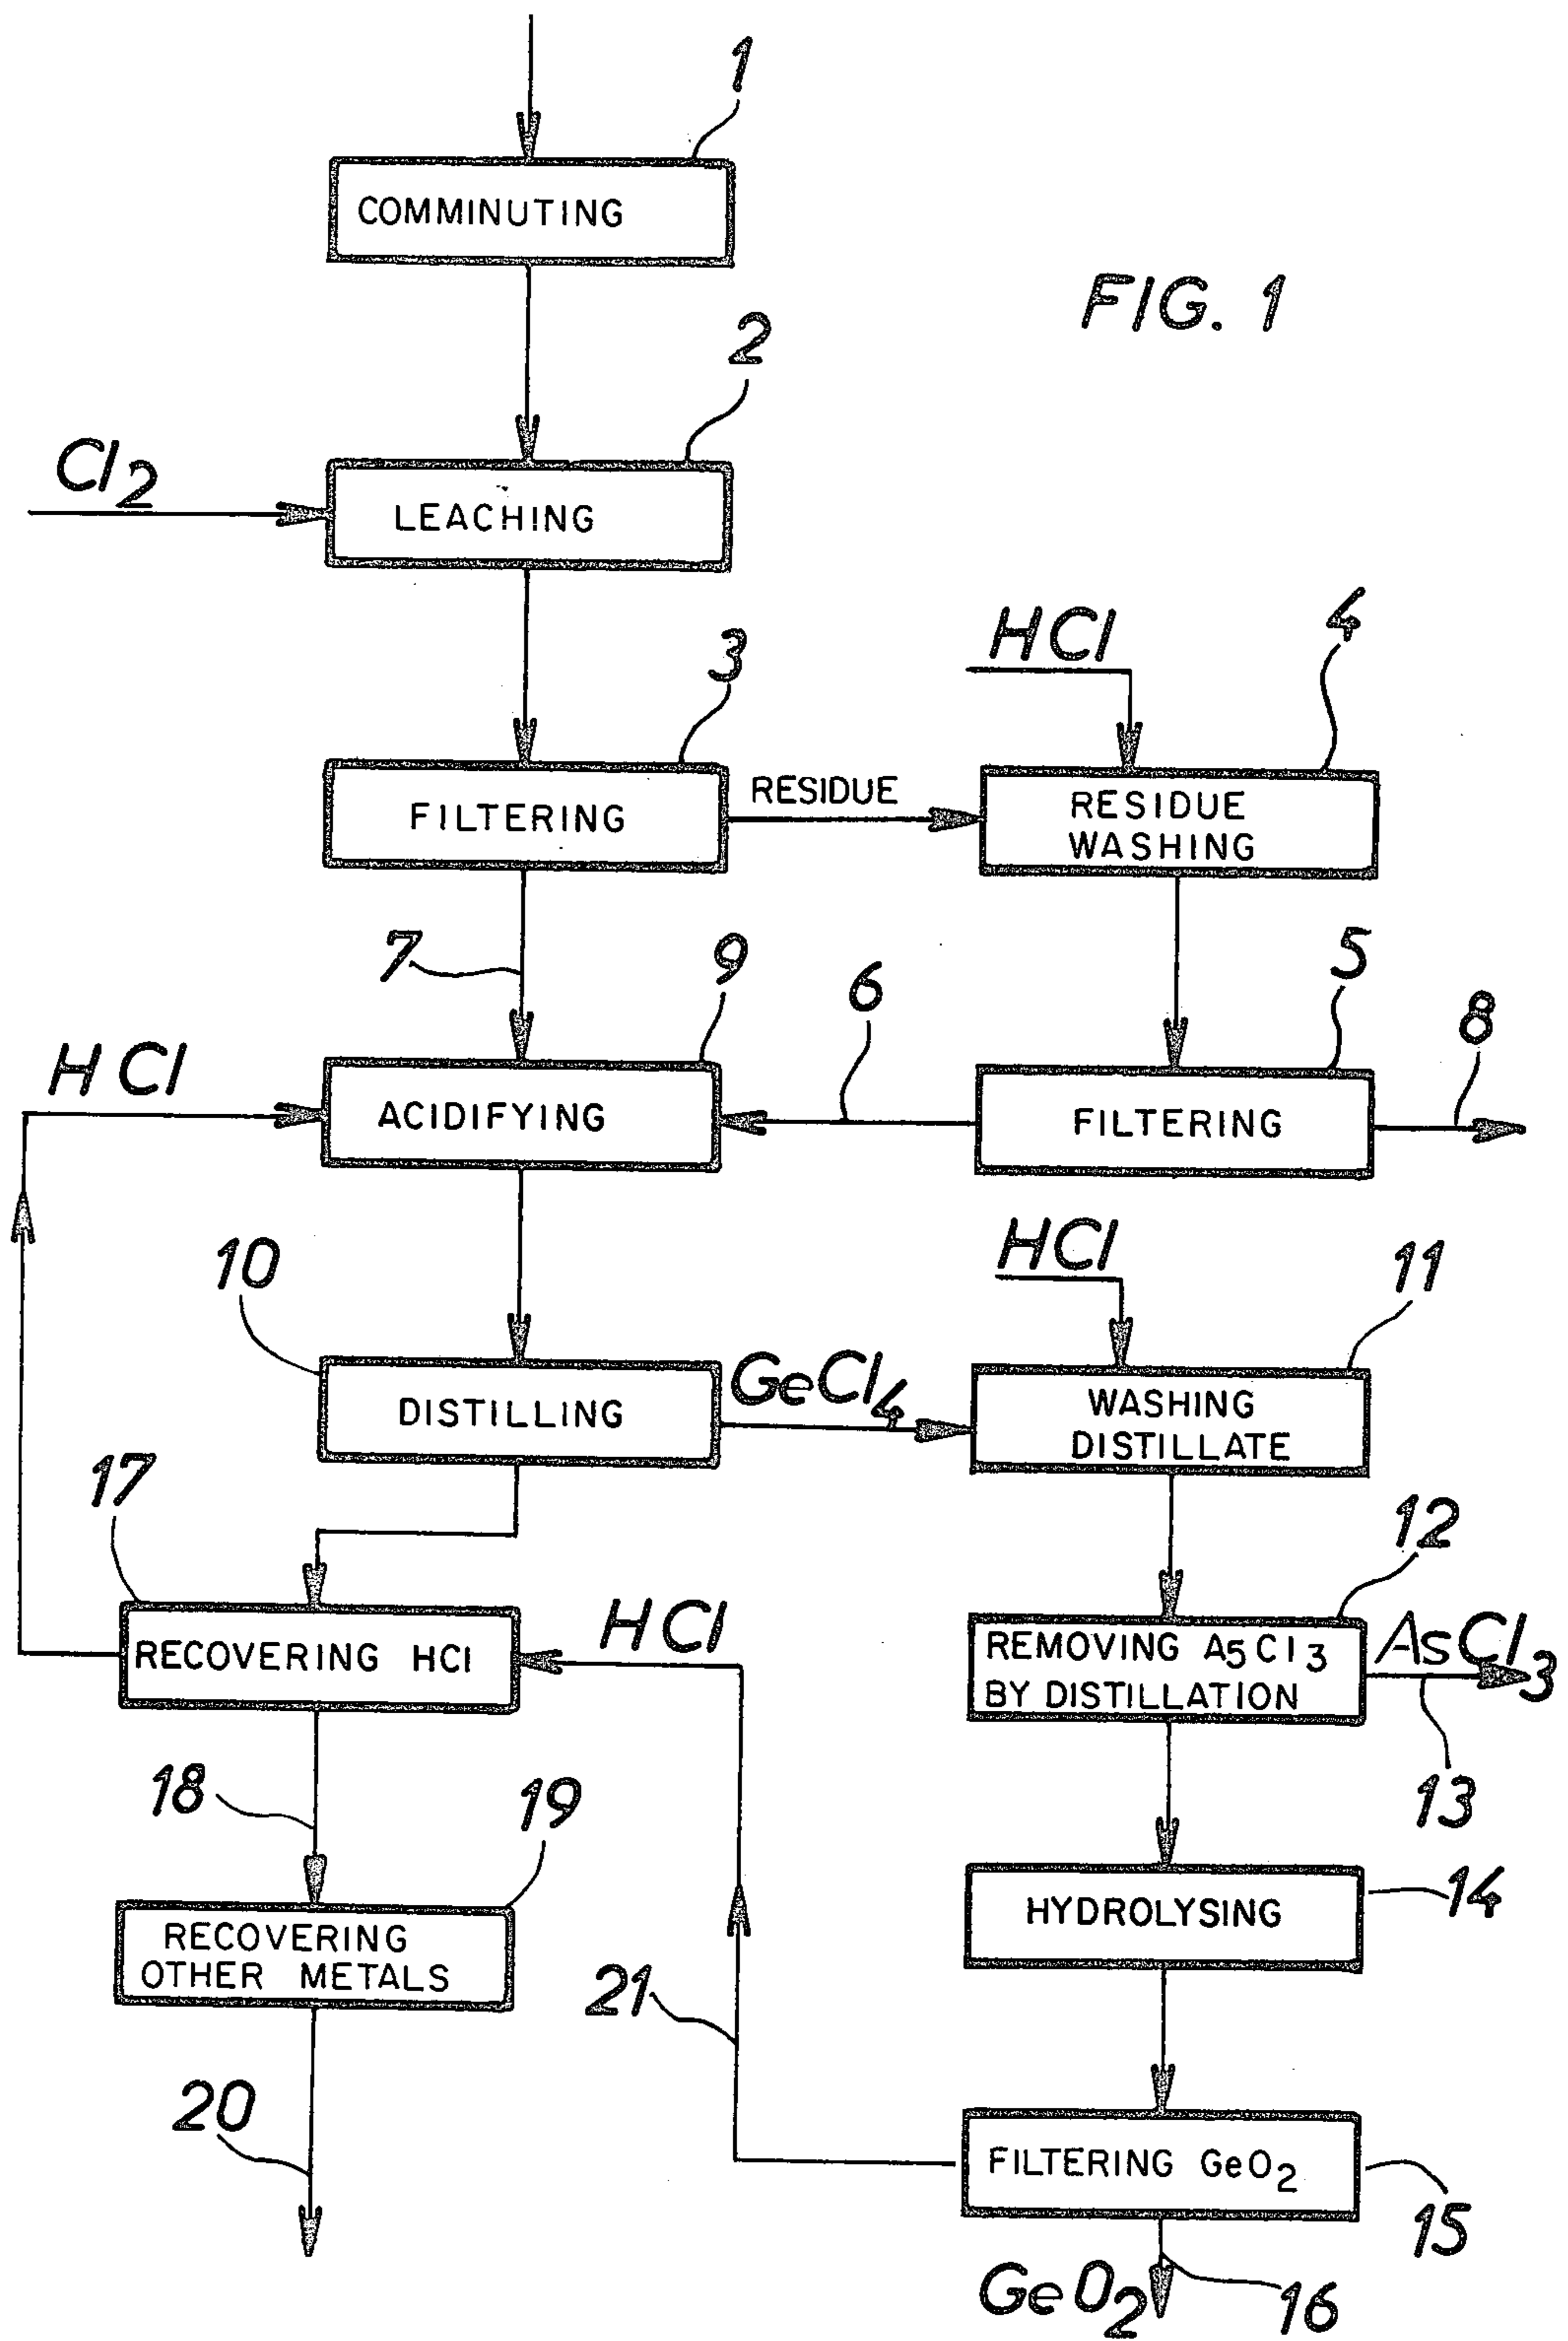 1
COMMINUTING
FIG. 1
2
Cl2
LEACHING
3
HCl
4
FILTERING
RESIDUE
RESIDUE
WASHING
7
9
6
5
8
HCl
ACIDIFYING
FILTERING
10
HCl
11
DISTILLING
GeCl4
WASHING
DISTILLATE
17
12
RECOVERING HCl
HCl
REMOVING A5Cl3
BY DISTILLATION
AsCl3
13
18
19
HYDROLYSING
14
RECOVERING
OTHER METALS
21
20
FILTERING GeO2
15
GeO2
16